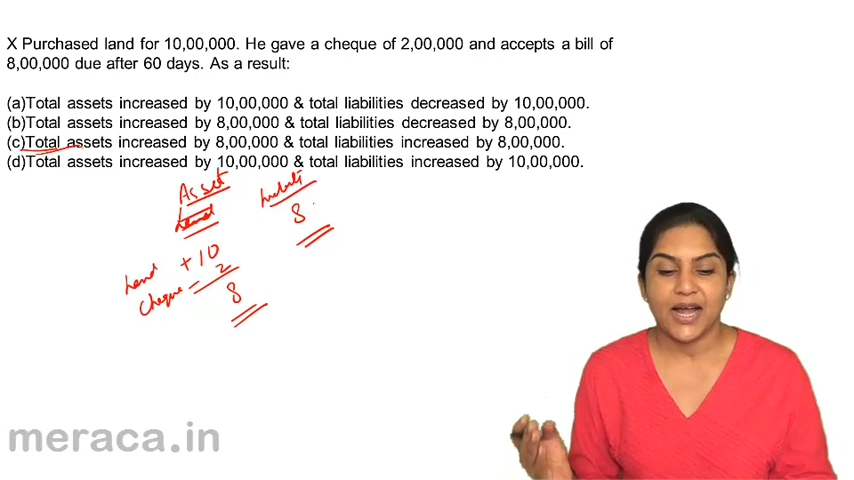 X Purchased land for 10,00,000. He gave a cheque of 2,00,000 and accepts a bill of
8,00,000 due after 60 days. As a result:
(a)Total assets increased by 10,00,000 & total liabilities decreased by 10,00,000.
(b)Total assets increased by 8,00,000 & total liabilities decreased by 8,00,000.
(c)Total assets increased by 8,00,000 & total liabilities increased by 8,00,000.
(d)Total assets increased by 10,00,000 & total liabilities increased by 10,00,000.
Asset
Land 8
Land +10
Cheque - 2
8
meraca.in